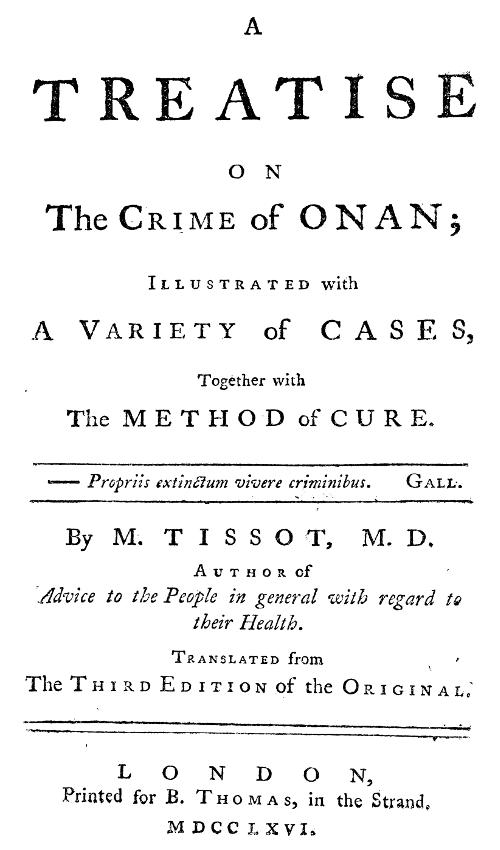 A
TREATISE
ON
The CRIME of ONAN;
ILLUSTRATED with
A VARIETY of CASES,
Together with
The METHOD of CURE.
— Propriis extinctum vivere criminibus. GALL.
By M. TISSOT, M. D.
AUTHOR of
Advice to the People in general with regard to
their Health.
TRANSLATED from
The THIRD EDITION of the ORIGINAL.
LONDON,
Printed for B. THOMAS, in the Strand,
MDCCLXVI.